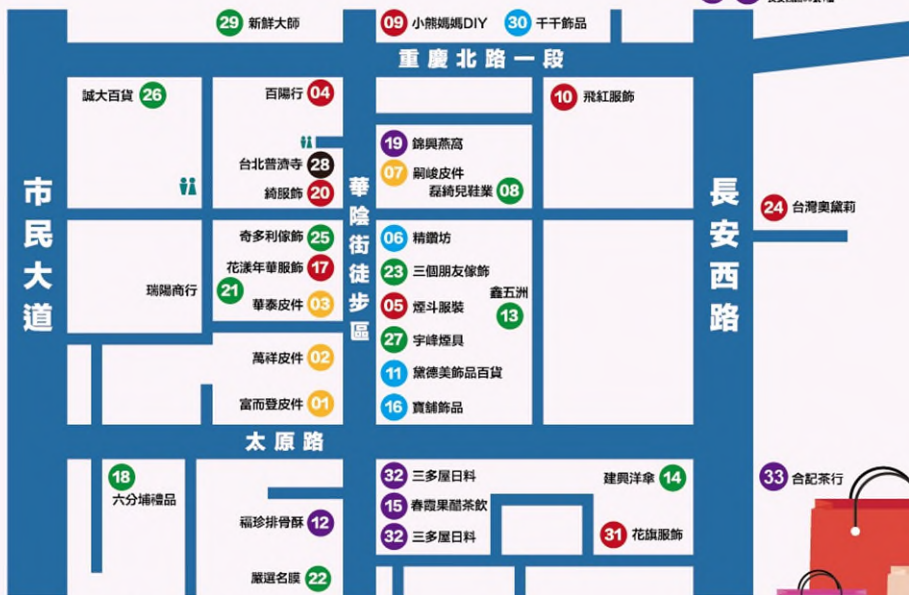 29 新鮮大師
09 小熊媽媽DIY
30 千千飾品
重慶北路一段
誠大百貨 26
百陽行 04
10 飛紅服飾
19 錦興燕窩
台北普濟寺 28
07 嗣峻皮件
綺服飾 20
磊綺兒鞋業 08
市民大道
華陰街徒步區
長安西路
24 台灣奧黛莉
奇多利傢飾 25
06 精鑽坊
花漾年華服飾 17
23 三個朋友傢飾
瑞陽商行 21
華泰皮件 03
05 煙斗服裝
鑫五洲
13
27 宇峰煙具
萬祥皮件 02
11 黛德美飾品百貨
富而登皮件 01
16 寶舖飾品
太原路
18
六分埔禮品
32 三多屋日料
建興洋傘 14
33 合記茶行
福珍排骨酥 12
15 春霞果醋茶飲
32 三多屋日料
31 花旗服飾
嚴選名膜 22